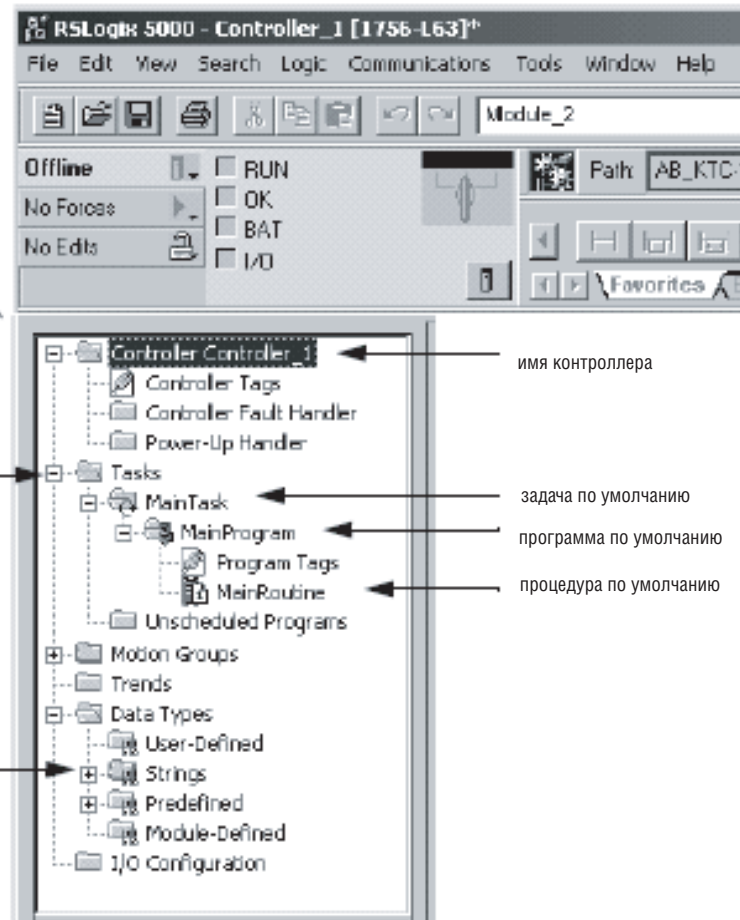 RSLogix 5000 - Controller_1 [1756-L63]*
File Edit View Search Logic Communications Tools Window Help
Module_2
Offline
RUN
Path: AB_KTC-
No Forces
OK
No Edits
BAT
I/O
Favorites
Controller Controller_1
имя контроллера
Controller Tags
Controller Fault Handler
Power-Up Handler
Tasks
MainTask
задача по умолчанию
MainProgram
программа по умолчанию
Program Tags
MainRoutine
процедура по умолчанию
Unscheduled Programs
Motion Groups
Trends
Data Types
User-Defined
Strings
Predefined
Module-Defined
I/O Configuration